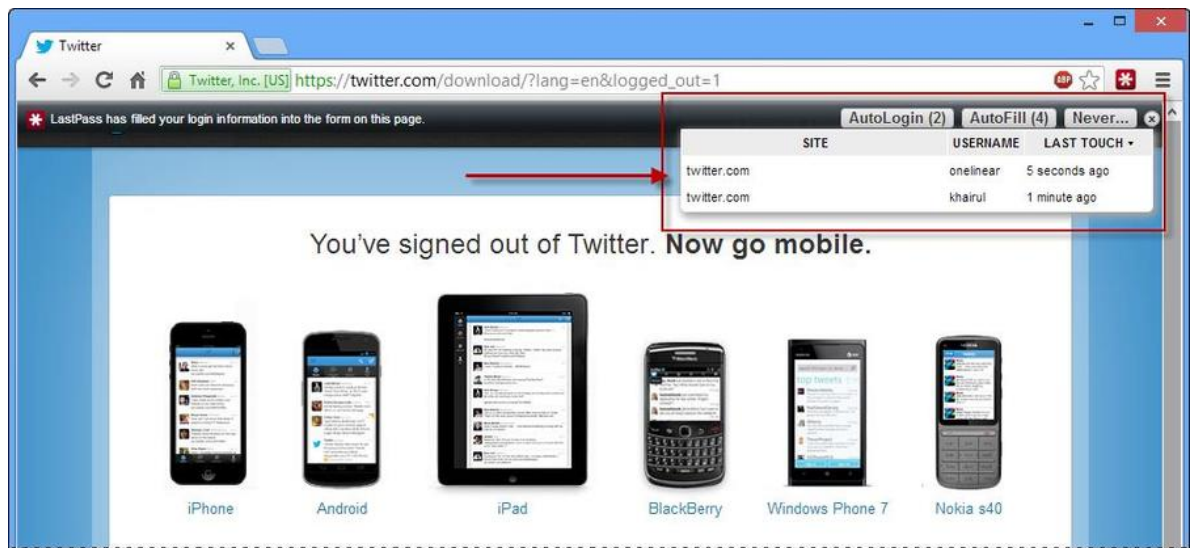 Twitter
Twitter, Inc. [US] https://twitter.com/download/?lang=en&logged_out=1
ABP
LastPass has filled your login information into the form on this page.
AutoLogin (2) AutoFill (4) Never...
SITE USERNAME LAST TOUCH
twitter.com onelinear 5 seconds ago
twitter.com khairul 1 minute ago
You've signed out of Twitter. Now go mobile.
top tweets
iPhone Android iPad BlackBerry Windows Phone 7 Nokia s40